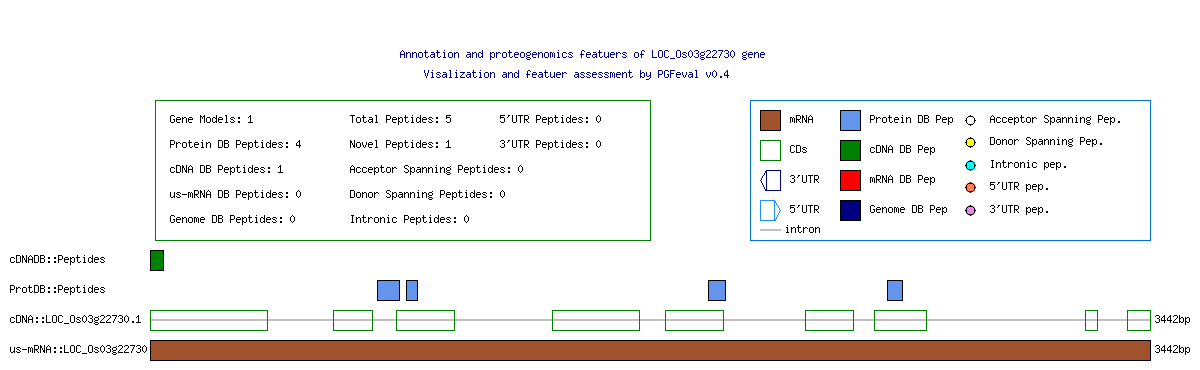 Annotation and proteogenomics featuers of LOC_Os03g22730 gene
Visalization and featuer assessment by PGFeval v0.4
Gene Models: 1 Total Peptides: 5 5'UTR Peptides: 0
Protein DB Peptides: 4 Novel Peptides: 1 3'UTR Peptides: 0
cDNA DB Peptides: 1 Acceptor Spanning Peptides: 0
us-mRNA DB Peptides: 0 Donor Spanning Peptides: 0
Genome DB Peptides: 0 Intronic Peptides: 0
mRNA Protein DB Pep Acceptor Spanning Pep.
CDs cDNA DB Pep Donor Spanning Pep.
3'UTR mRNA DB Pep Intronic pep.
5'UTR Genome DB Pep 5'UTR pep.
intron 3'UTR pep.
cDNADB::Peptides
ProtDB::Peptides
cDNA::LOC_Os03g22730.1 3442bp
us-mRNA::LOC_Os03g22730 3442bp